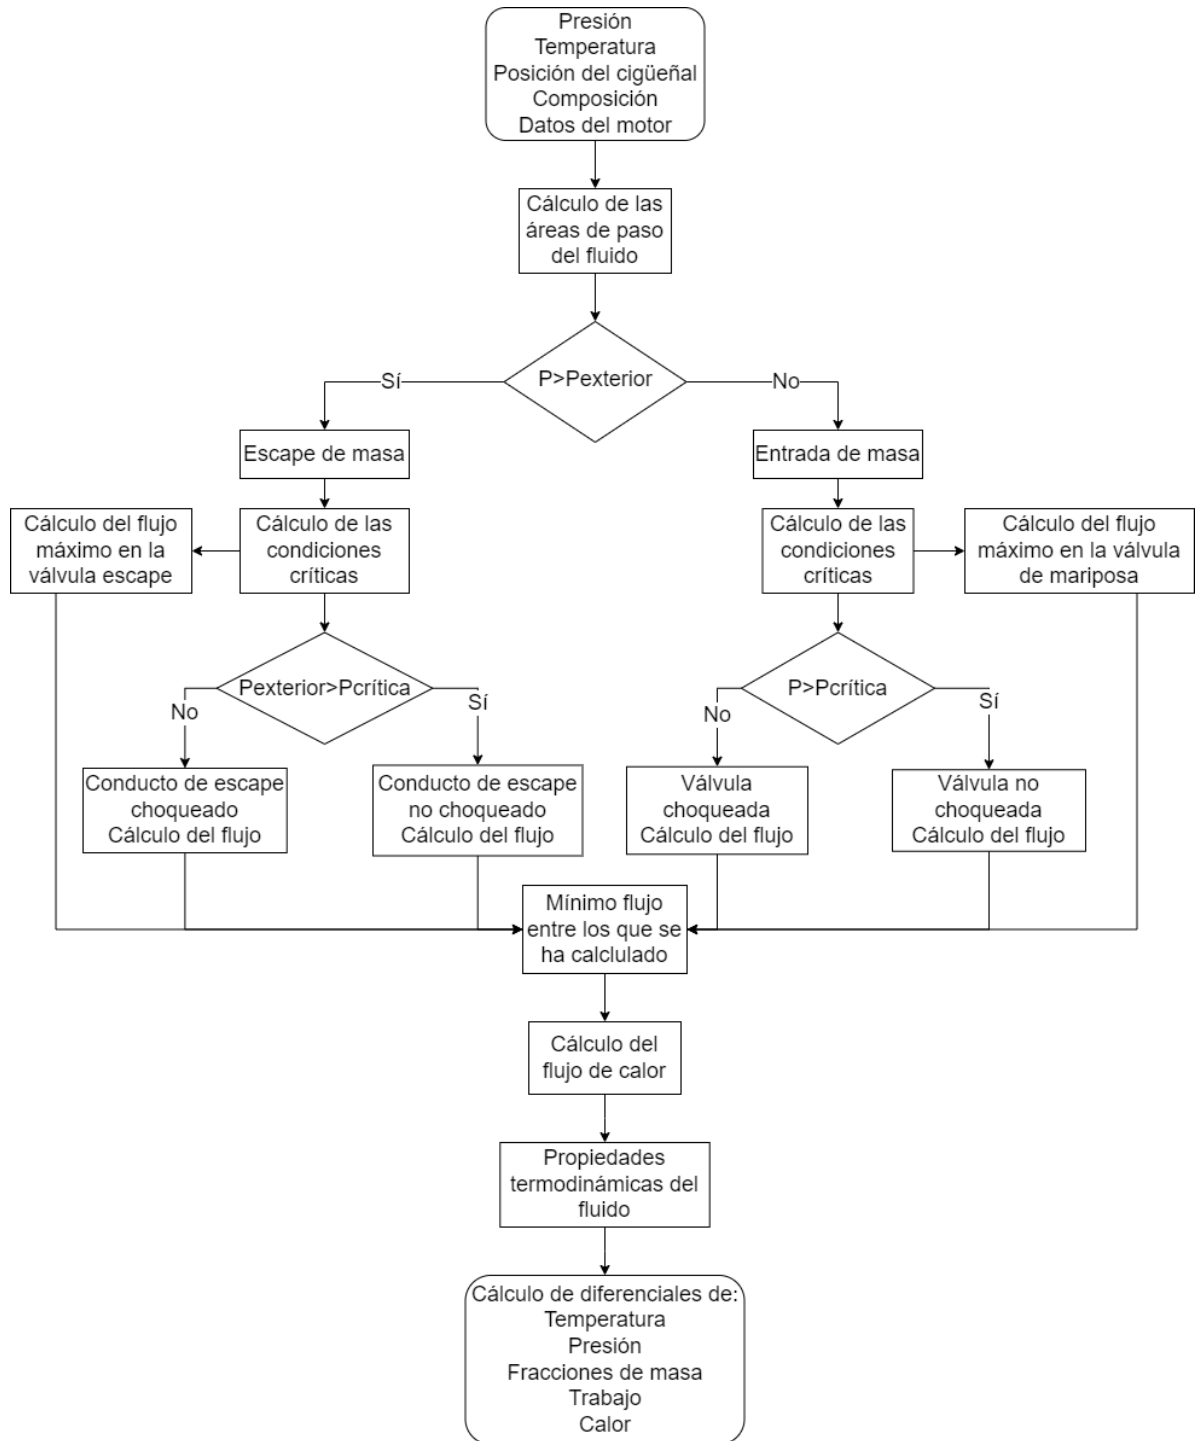 Presión
Temperatura
Posición del cigüeñal
Composición
Datos del motor
Cálculo de las
áreas de paso
del fluido
P>Pexterior
Sí
No
Escape de masa
Entrada de masa
Cálculo del flujo
máximo en la
válvula escape
Cálculo de las
condiciones
críticas
Cálculo de las
condiciones
críticas
Cálculo del flujo
máximo en la válvula
de mariposa
Pexterior>Pcrítica
No
Sí
P>Pcrítica
No
Sí
Conducto de escape
choqueado
Cálculo del flujo
Conducto de escape
no choqueado
Cálculo del flujo
Válvula
choqueada
Cálculo del flujo
Válvula no
choqueada
Cálculo del flujo
Mínimo flujo
entre los que se
ha calclulado
Cálculo del
flujo de calor
Propiedades
termodinámicas del
fluido
Cálculo de diferenciales de:
Temperatura
Presión
Fracciones de masa
Trabajo
Calor